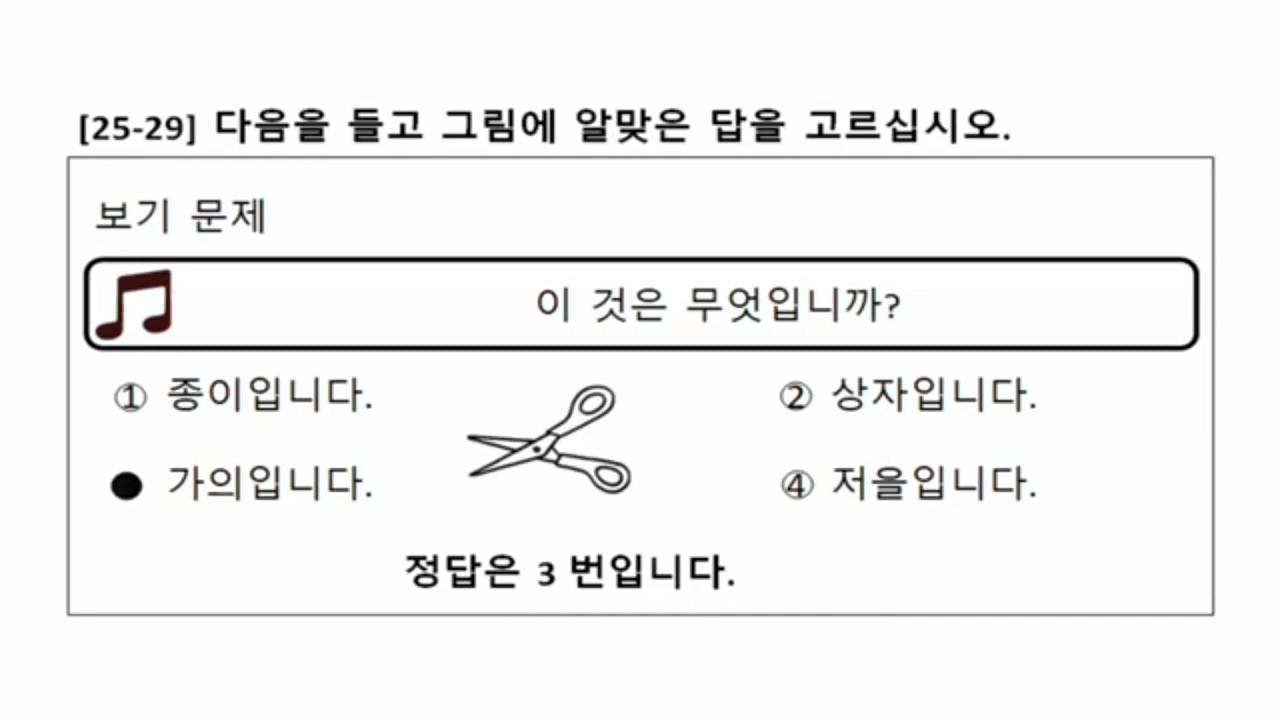 [25-29] 다음을 들고 그림에 알맞은 답을 고르십시오.
보기 문제
이 것은 무엇입니까?
① 종이입니다.
② 상자입니다.
● 가의입니다.
④ 저을입니다.
정답은 3 번입니다.